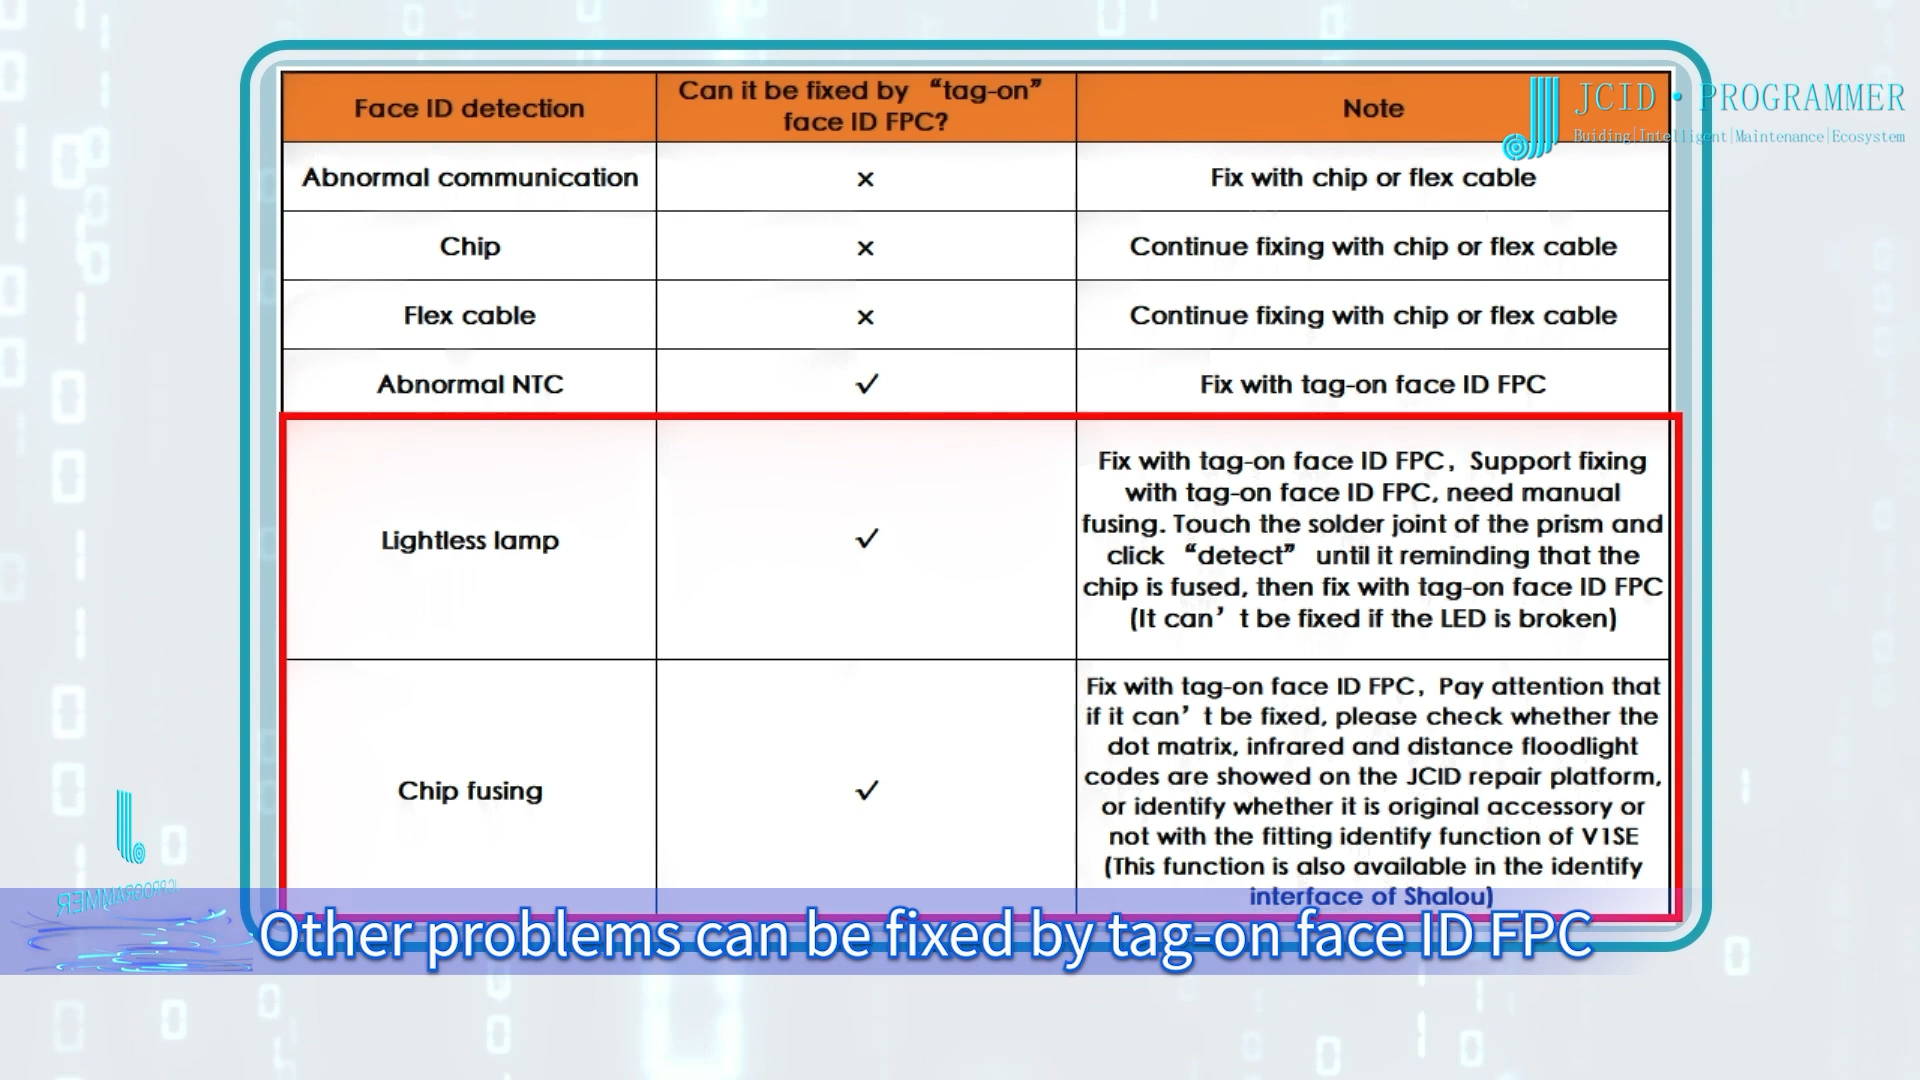 Face ID detection
Can it be fixed by “tag-on”
face ID FPC?
Note
JCID • PROGRAMMER
Buiding|Intelligent|Maintenance|Ecosystem
Abnormal communication
×
Fix with chip or flex cable
Chip
×
Continue fixing with chip or flex cable
Flex cable
×
Continue fixing with chip or flex cable
Abnormal NTC
✓
Fix with tag-on face ID FPC
Lightless lamp
✓
Fix with tag-on face ID FPC, Support fixing
with tag-on face ID FPC, need manual
fusing. Touch the solder joint of the prism and
click “detect” until it reminding that the
chip is fused, then fix with tag-on face ID FPC
(It can’t be fixed if the LED is broken)
Chip fusing
✓
Fix with tag-on face ID FPC, Pay attention that
if it can’t be fixed, please check whether the
dot matrix, infrared and distance floodlight
codes are showed on the JCID repair platform,
or identify whether it is original accessory or
not with the fitting identify function of V1SE
(This function is also available in the identify
interface of Shalou)
Other problems can be fixed by tag-on face ID FPC